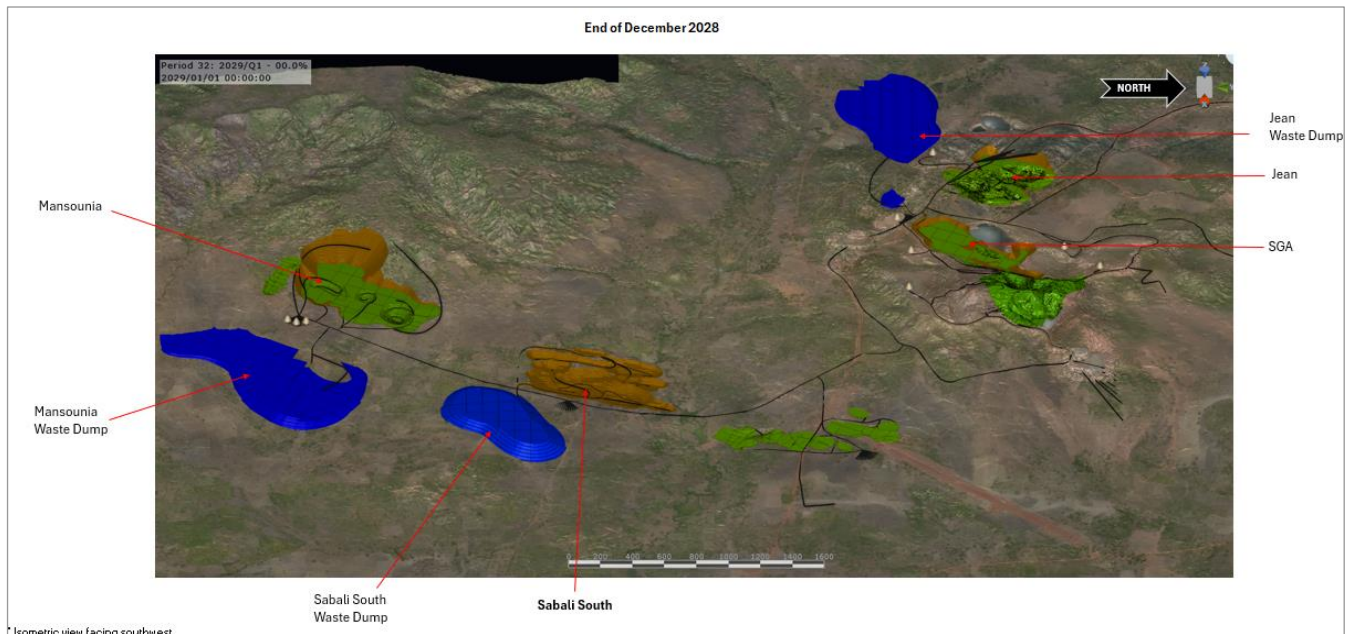 End of December 2028
Period 32: 2029/Q1 - 00.0%
2029/01/01 00:00:00
NORTH
Jean
Waste Dump
Jean
Mansounia
SGA
Mansounia
Waste Dump
0 200 400 600 800 1000 1200 1400 1600
Sabali South
Waste Dump
Sabali South
* Isometric view facing southwest